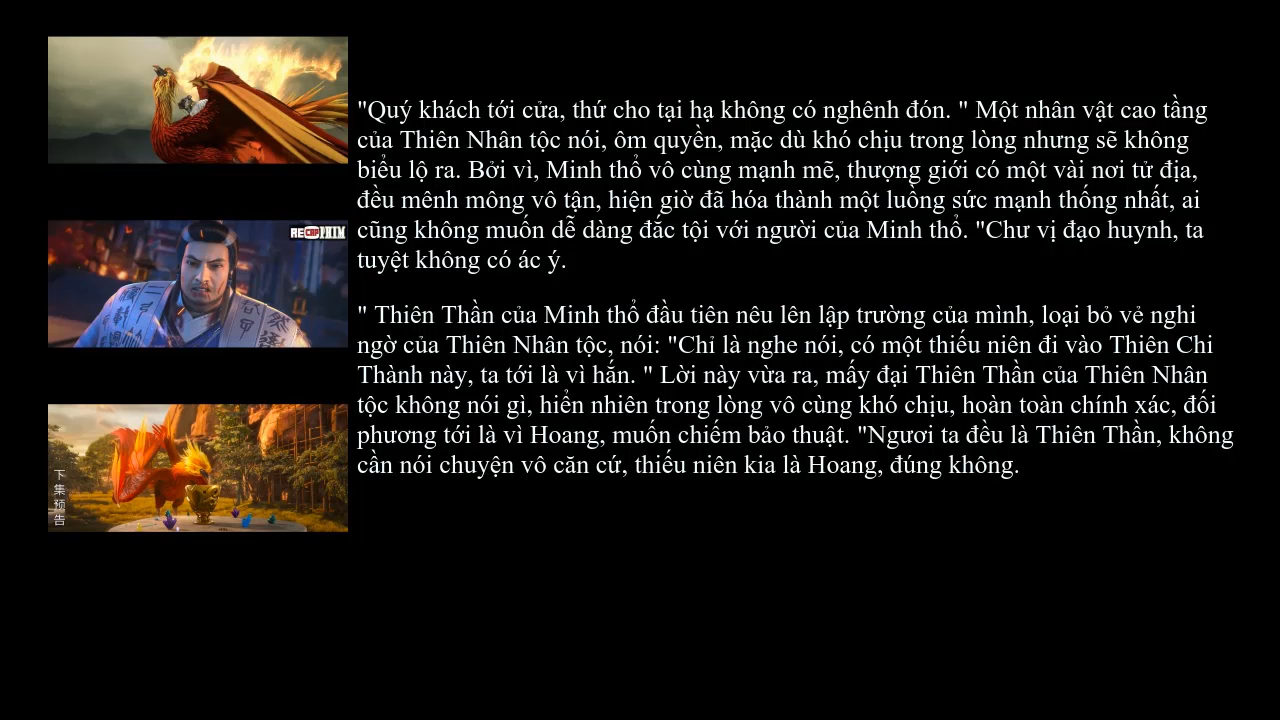 "Quý khách tới cửa, thứ cho tại hạ không có nghênh đón. " Một nhân vật cao tầng
của Thiên Nhân tộc nói, ôm quyền, mặc dù khó chịu trong lòng nhưng sẽ không
biểu lộ ra. Bởi vì, Minh thổ vô cùng mạnh mẽ, thượng giới có một vài nơi tử địa,
đều mênh mông vô tận, hiện giờ đã hóa thành một luồng sức mạnh thống nhất, ai
cũng không muốn dễ dàng đắc tội với người của Minh thổ. "Chư vị đạo huynh, ta
tuyệt không có ác ý.
" Thiên Thần của Minh thổ đầu tiên nêu lên lập trường của mình, loại bỏ vẻ nghi
ngờ của Thiên Nhân tộc, nói: "Chỉ là nghe nói, có một thiếu niên đi vào Thiên Chi
Thành này, ta tới là vì hắn. " Lời này vừa ra, mấy đại Thiên Thần của Thiên Nhân
tộc không nói gì, hiển nhiên trong lòng vô cùng khó chịu, hoàn toàn chính xác, đối
phương tới là vì Hoang, muốn chiếm bảo thuật. "Ngươi ta đều là Thiên Thần, không
cần nói chuyện vô căn cứ, thiếu niên kia là Hoang, đúng không.
RECAP PHIM
下集预告